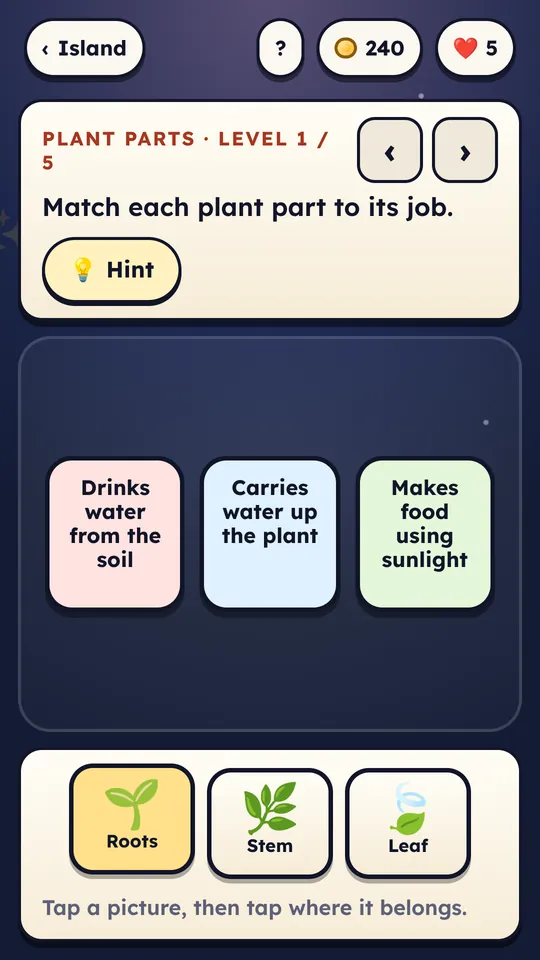 ‹ Island
?
240
5
PLANT PARTS · LEVEL 1 /
5
‹
›
Match each plant part to its job.
Hint
Drinks
water
from the
soil
Carries
water up
the plant
Makes
food
using
sunlight
Roots
Stem
Leaf
Tap a picture, then tap where it belongs.